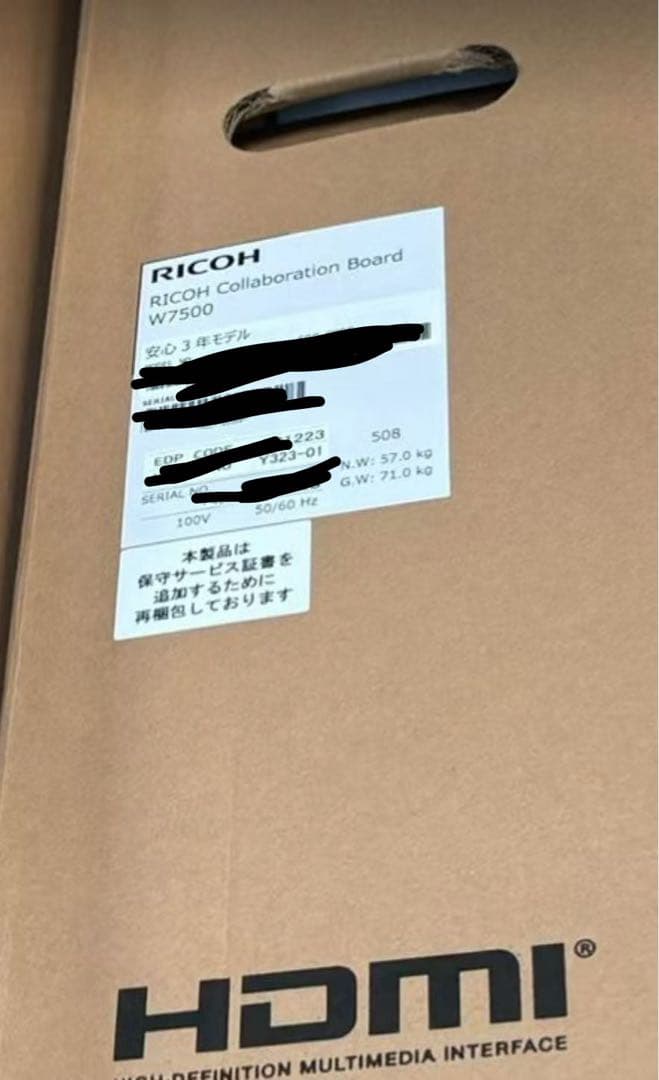 RICOH
RICOH Collaboration Board
W7500
安心3年モデル
SERIAL
EDP CODE 1223
Y323-01
508
N.W: 57.0 kg
G.W: 71.0 kg
SERIAL NO
100V 50/60 Hz
本製品は
保守サービス証書を
追加するために
再梱包しております
HDMI®
HIGH-DEFINITION MULTIMEDIA INTERFACE